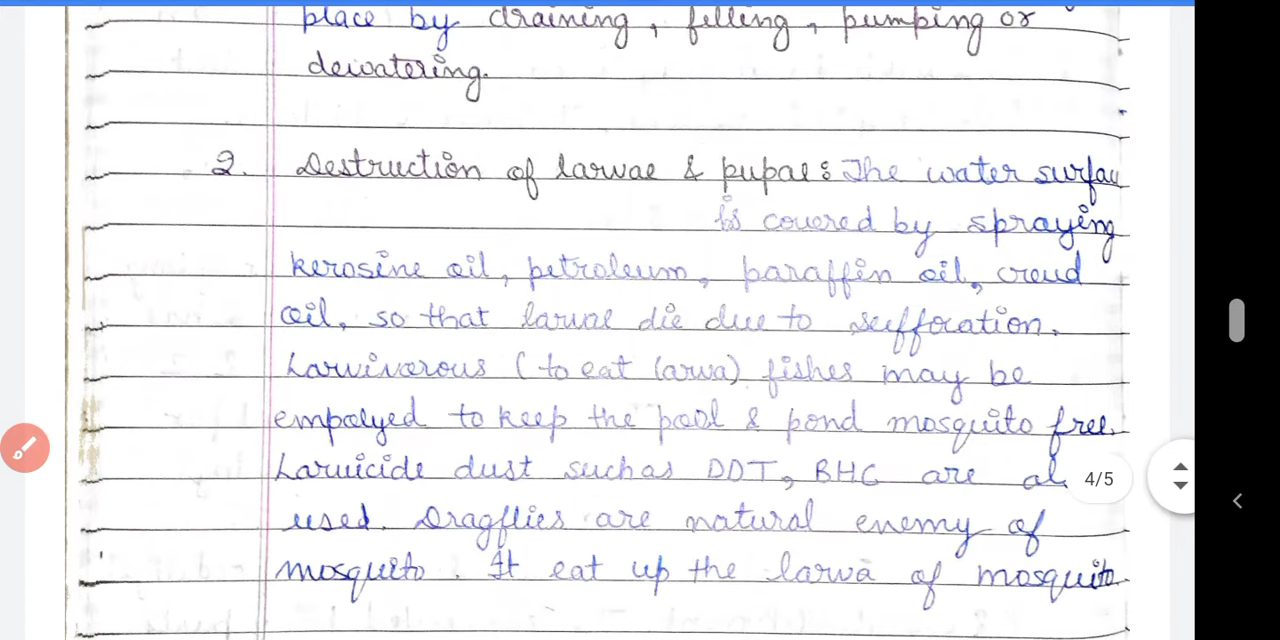 place by draining, filling, pumping or
dewatering.
2. Destruction of larvae & pupae : The water surfac
is covered by spraying
kerosine oil, petroleum, paraffin oil, creud
oil, so that larvae die due to suffocation.
Larvivorous (to eat larva) fishes may be
empolyed to keep the pool & pond mosquito free.
Larvicide dust such as DDT, BHC are al
used. Dragflies are natural enemy of
mosquito. It eat up the larva of mosquito
4/5